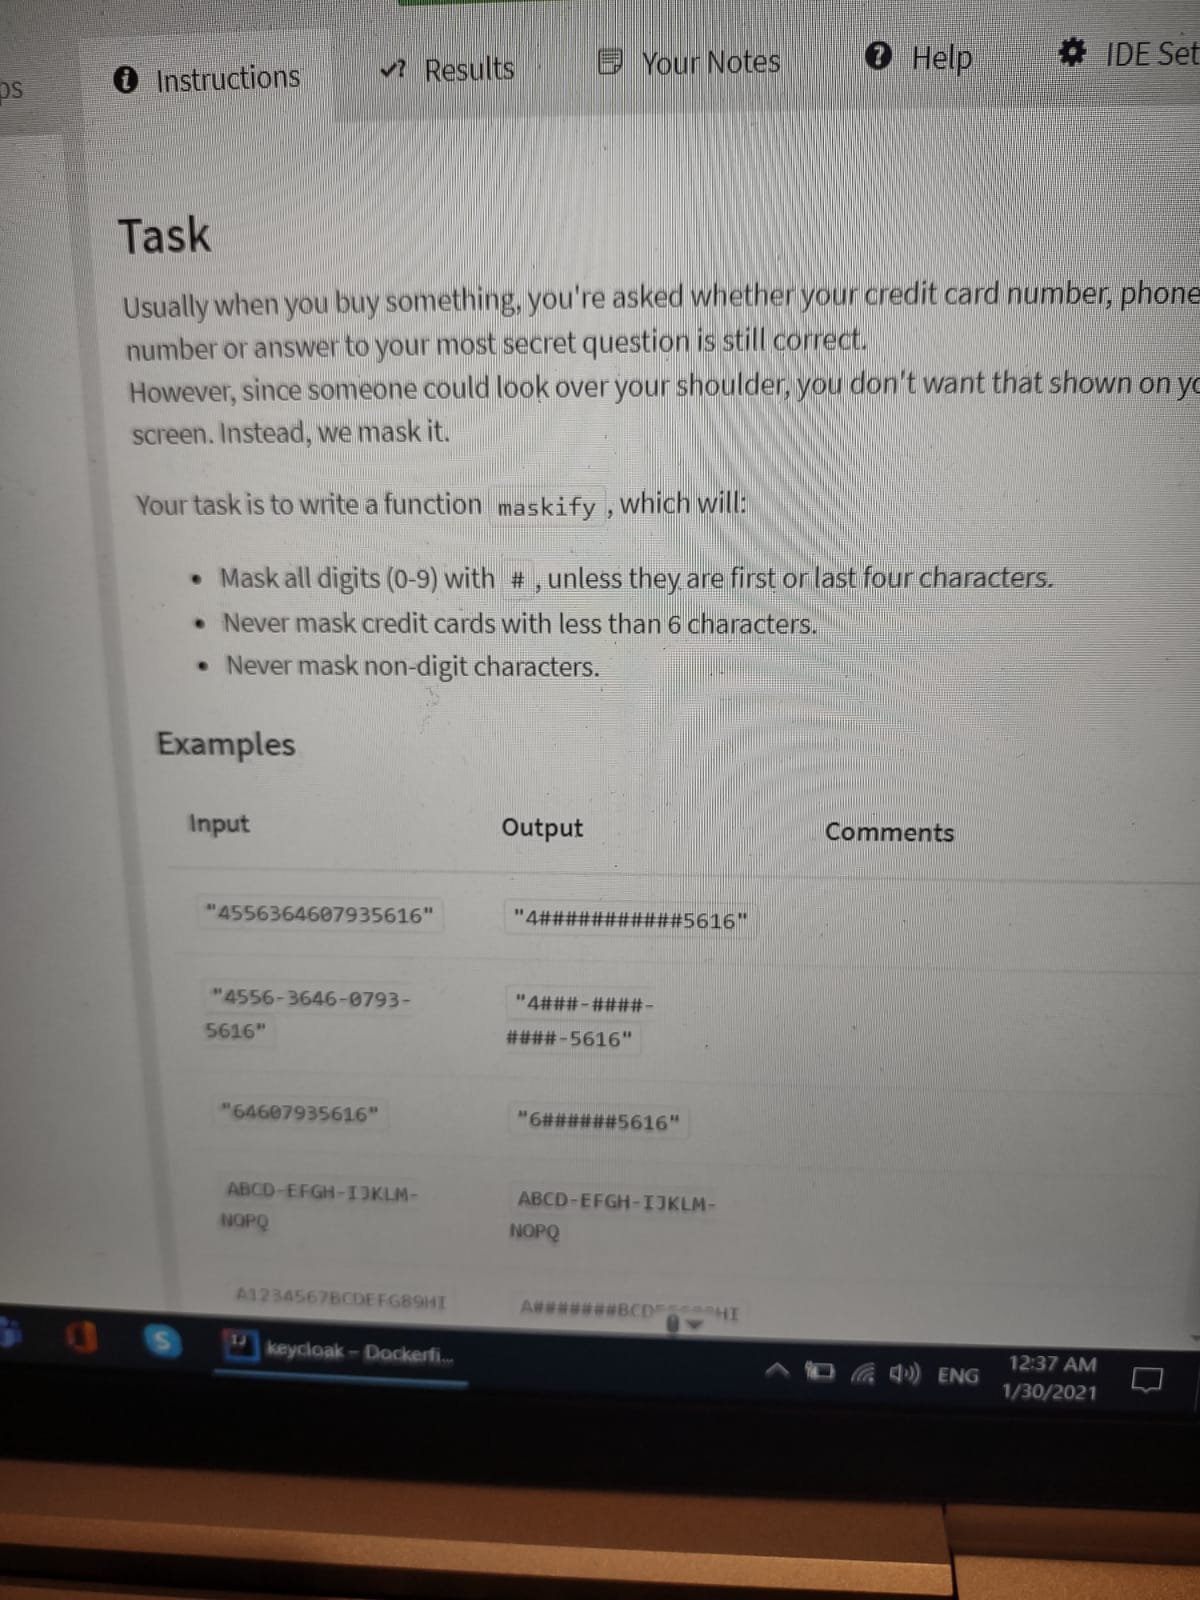 ps
Instructions
Results
Your Notes
Help
IDE Set
Task
Usually when you buy something, you're asked whether your credit card number, phone
number or answer to your most secret question is still correct.
However, since someone could look over your shoulder, you don't want that shown on yo
screen. Instead, we mask it.
Your task is to write a function maskify, which will:
• Mask all digits (0-9) with #, unless they are first or last four characters.
• Never mask credit cards with less than 6 characters.
• Never mask non-digit characters.
Examples
Input Output Comments
"4556364607935616" "4###########5616"
"4556-3646-0793- "4###-####-
5616" ####-5616"
"64607935616" "6######5616"
ABCD-EFGH-IJKLM- ABCD-EFGH-IJKLM-
NOPQ NOPQ
A1234567BCDEFG89HI
keycloak – Dockerfi...
ENG
12:37 AM
1/30/2021